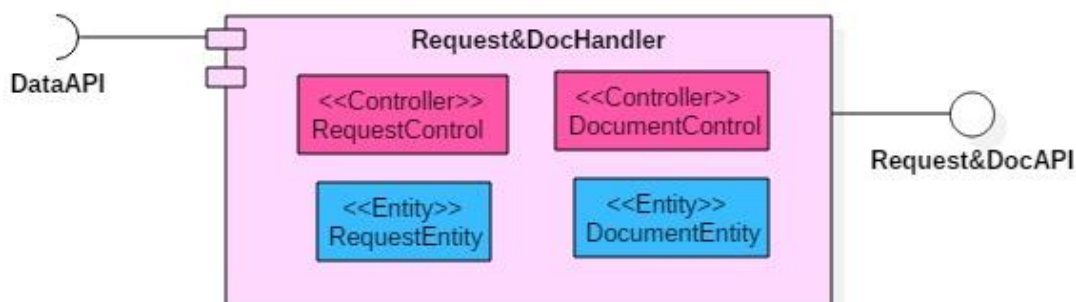 Request&DocHandler
DataAPI
<<Controller>>
RequestControl
<<Controller>>
DocumentControl
Request&DocAPI
<<Entity>>
RequestEntity
<<Entity>>
DocumentEntity